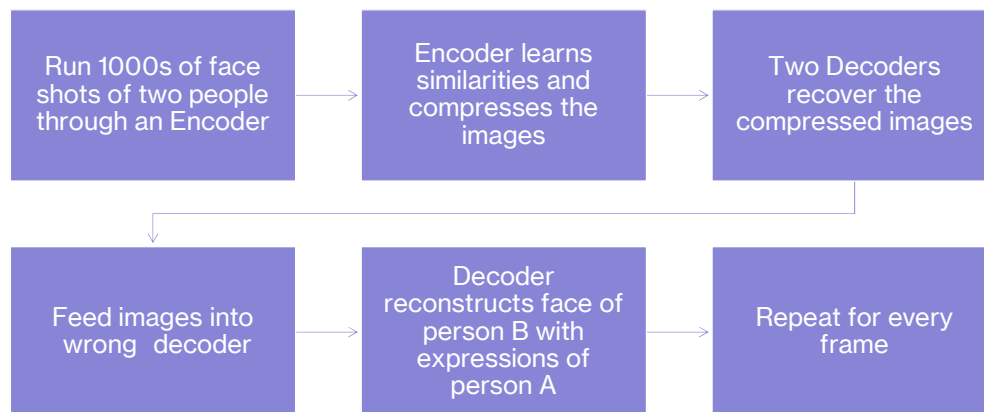 Run 1000s of face
shots of two people
through an Encoder
Encoder learns
similarities and
compresses the
images
Two Decoders
recover the
compressed images
Feed images into
wrong  decoder
Decoder
reconstructs face of
person B with
expressions of
person A
Repeat for every
frame